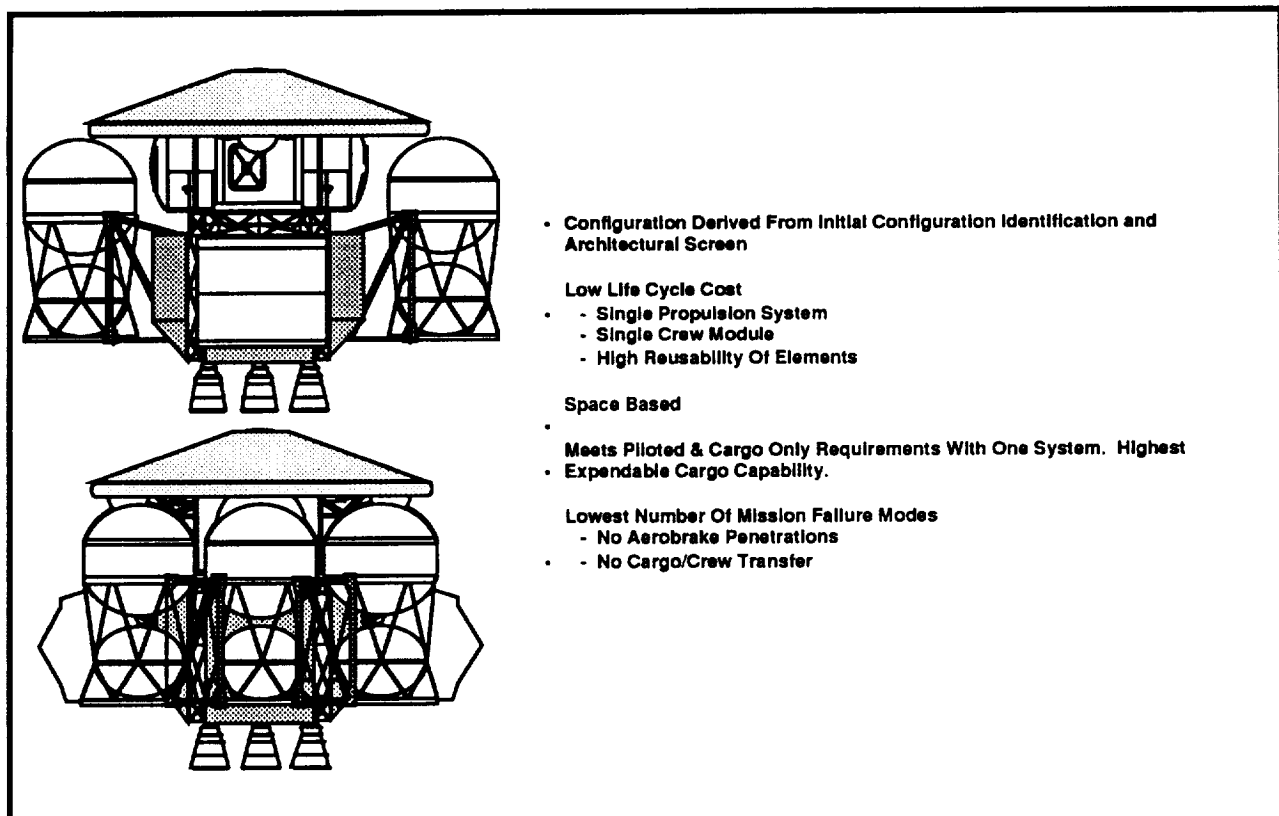 • Configuration Derived From Initial Configuration Identification and
Architectural Screen
Low Life Cycle Cost
• - Single Propulsion System
- Single Crew Module
- High Reusability Of Elements
Space Based
•
Meets Piloted & Cargo Only Requirements With One System. Highest
• Expendable Cargo Capability.
Lowest Number Of Mission Failure Modes
- No Aerobrake Penetrations
• - No Cargo/Crew Transfer